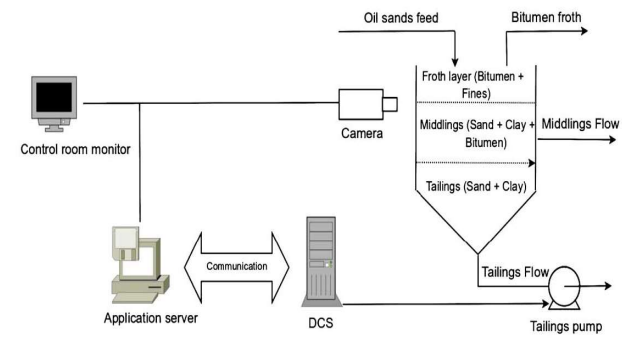 Oil sands feed
Bitumen froth
Froth layer (Bitumen +
Fines)
Camera
Middlings (Sand + Clay +
Bitumen)
Middlings Flow
Control room monitor
Tailings (Sand + Clay)
Communication
Tailings Flow
Application server
DCS
Tailings pump